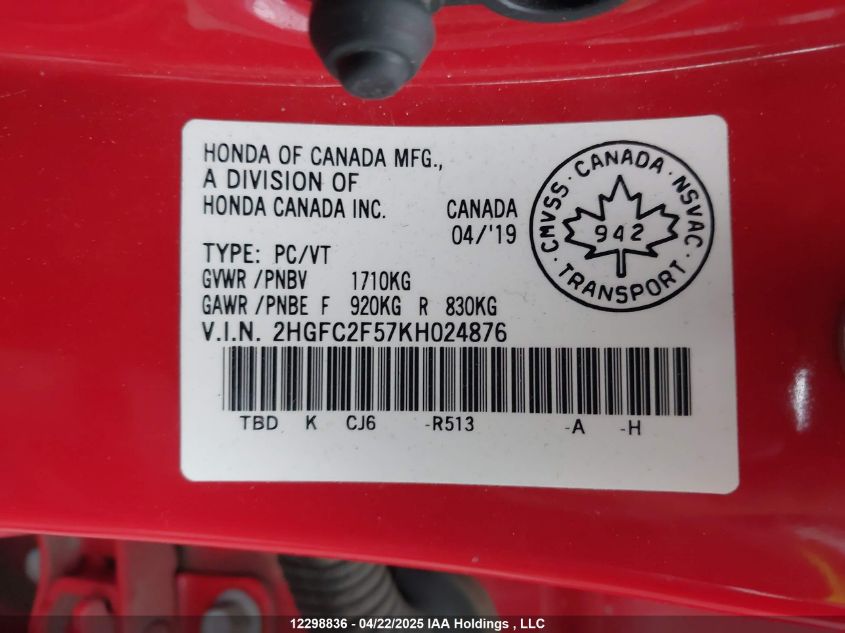 HONDA OF CANADA MFG.,
A DIVISION OF
HONDA CANADA INC. CANADA
04/'19
TYPE: PC/VT
GVWR /PNBV 1710KG
GAWR /PNBE F 920KG R 830KG
V.I.N. 2HGFC2F57KH024876
TBD K CJ6 -R513 -A -H
CMVSS · CANADA · NSVAC
942
TRANSPORT
12298836 - 04/22/2025 IAA Holdings , LLC